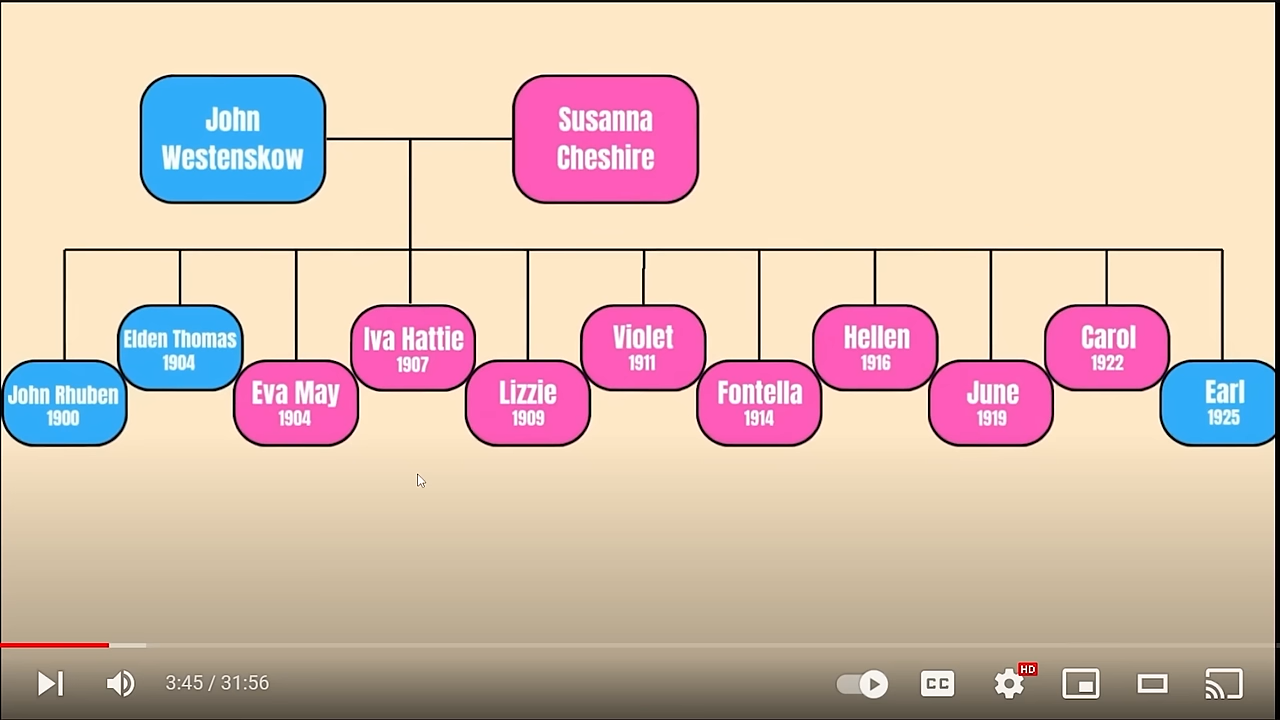 John
Westenskow
Susanna
Cheshire
John Rhuben
1900
Elden Thomas
1904
Eva May
1904
Iva Hattie
1907
Lizzie
1909
Violet
1911
Fontella
1914
Hellen
1916
June
1919
Carol
1922
Earl
1925
3:45 / 31:56
CC
HD